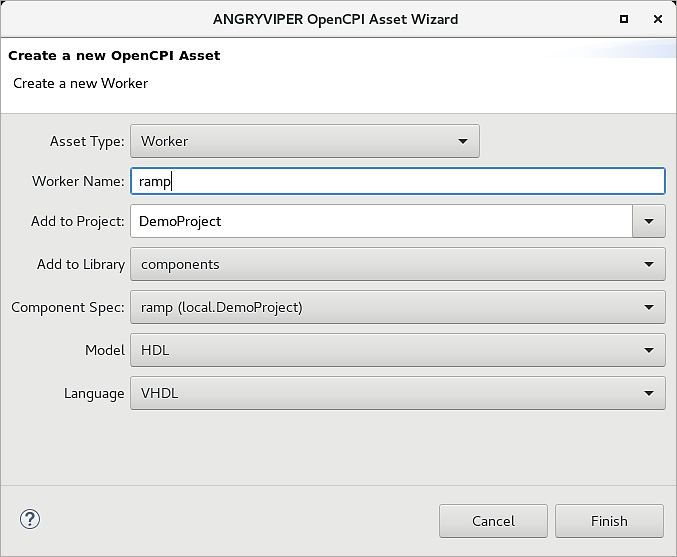 ANGRYVIPER OpenCPI Asset Wizard
Create a new OpenCPI Asset
Create a new Worker
Asset Type: Worker
Worker Name: ramp
Add to Project: DemoProject
Add to Library components
Component Spec: ramp (local.DemoProject)
Model HDL
Language VHDL
? Cancel Finish